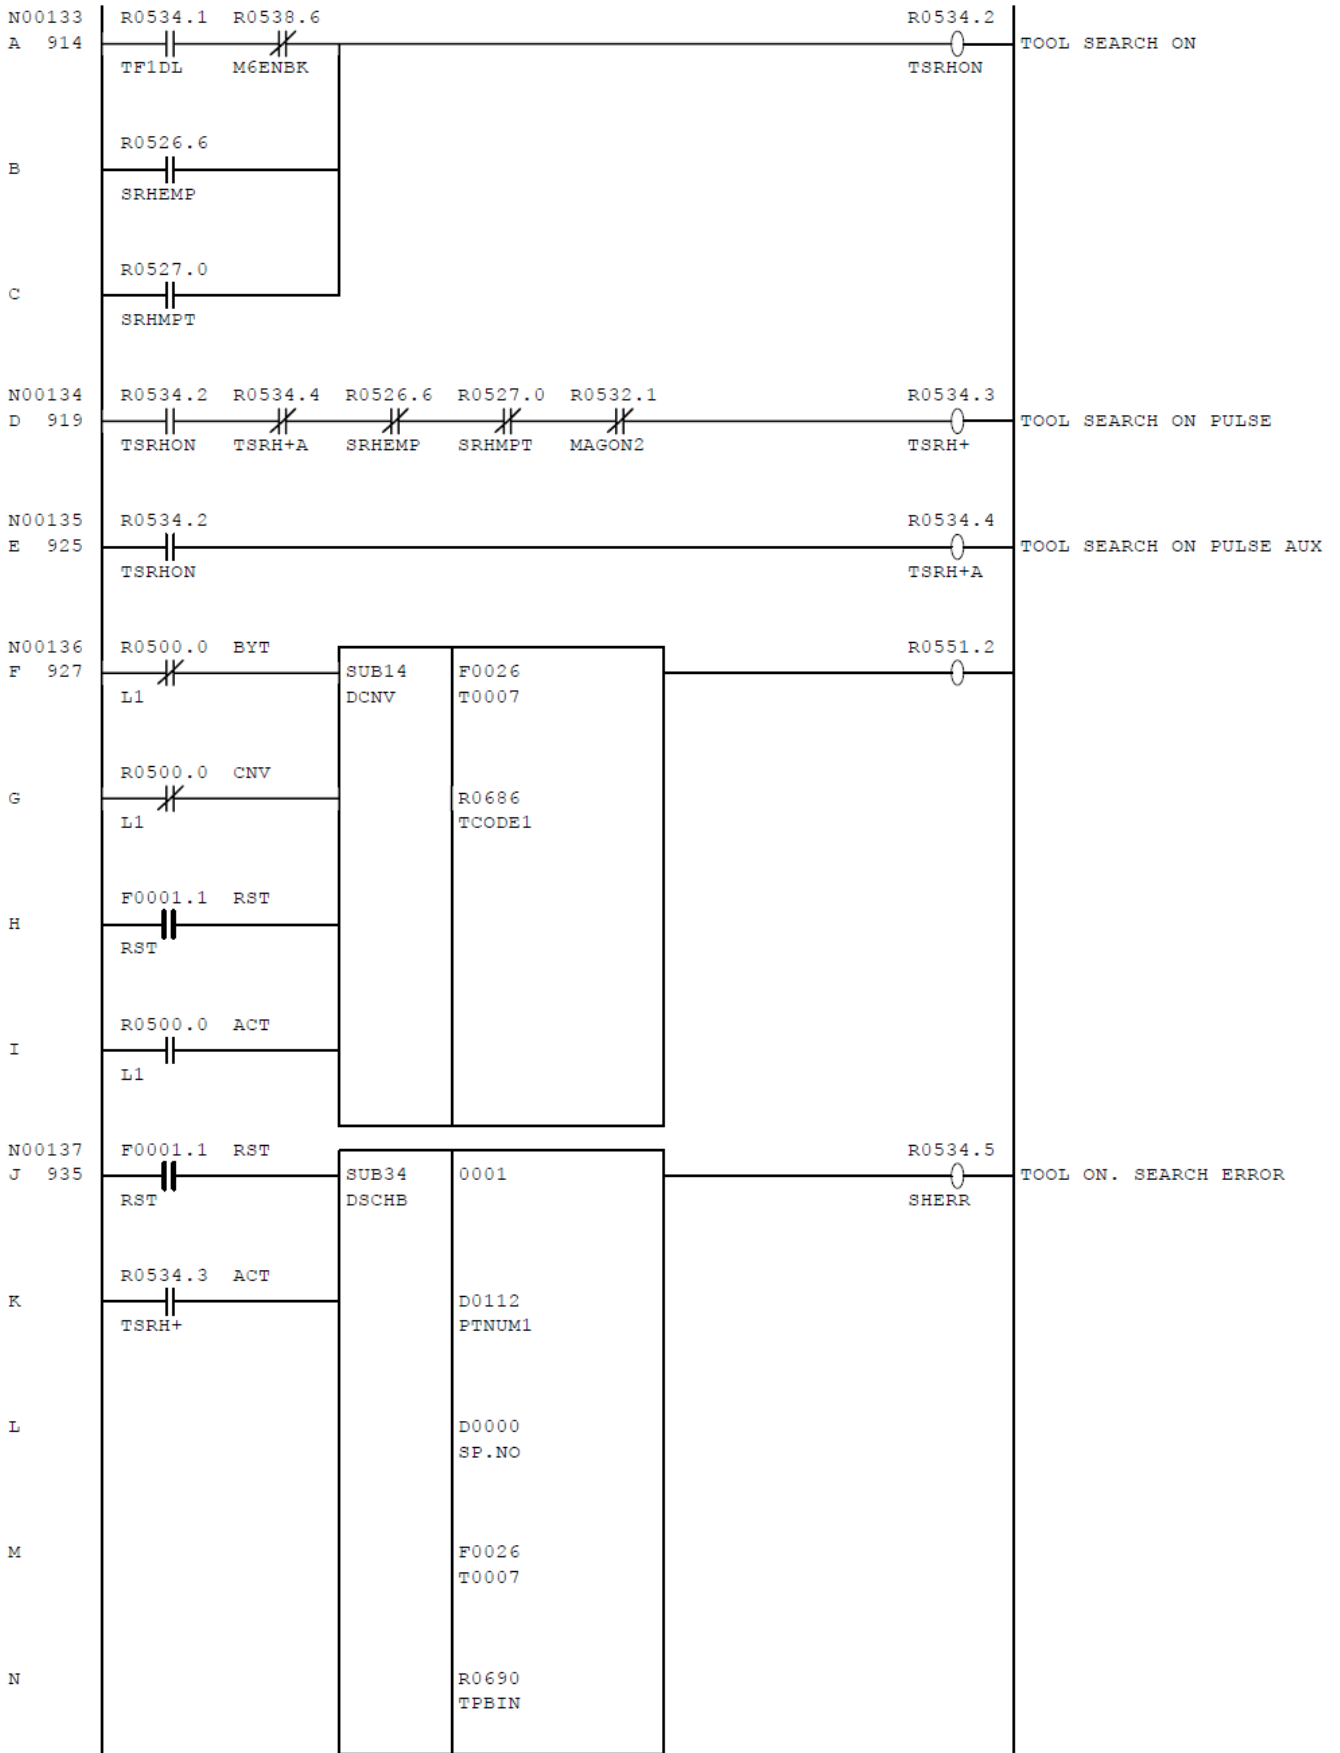 N00133 R0534.1 R0538.6 R0534.2
A 914 TOOL SEARCH ON
TF1DL M6ENBK TSRHON
R0526.6
B
SRHEMP
R0527.0
C
SRHMPT
N00134 R0534.2 R0534.4 R0526.6 R0527.0 R0532.1 R0534.3
D 919 TOOL SEARCH ON PULSE
TSRHON TSRH+A SRHEMP SRHMPT MAGON2 TSRH+
N00135 R0534.2 R0534.4
E 925 TOOL SEARCH ON PULSE AUX
TSRHON TSRH+A
N00136 R0500.0 BYT R0551.2
F 927 SUB14 F0026
L1 DCNV T0007
R0500.0 CNV
G R0686
L1 TCODE1
F0001.1 RST
H
RST
R0500.0 ACT
I
L1
N00137 F0001.1 RST R0534.5
J 935 SUB34 0001 TOOL ON. SEARCH ERROR
RST DSCHB SHERR
R0534.3 ACT
K D0112
TSRH+ PTNUM1
L D0000
SP.NO
M F0026
T0007
N R0690
TPBIN